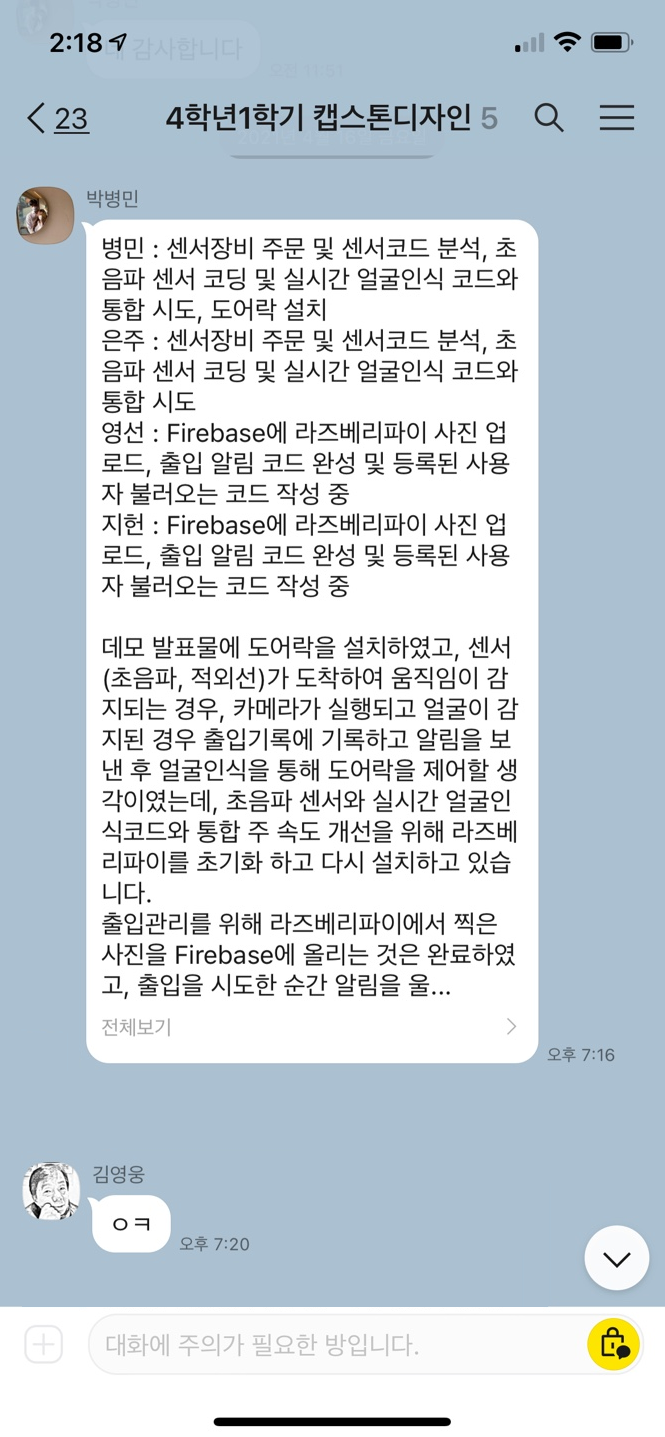 2:18
네 감사합니다
오전 11:51
23
4학년1학기 캡스톤디자인 5
박병민
병민 : 센서장비 주문 및 센서코드 분석, 초
음파 센서 코딩 및 실시간 얼굴인식 코드와
통합 시도, 도어락 설치
은주 : 센서장비 주문 및 센서코드 분석, 초
음파 센서 코딩 및 실시간 얼굴인식 코드와
통합 시도
영선 : Firebase에 라즈베리파이 사진 업
로드, 출입 알림 코드 완성 및 등록된 사용
자 불러오는 코드 작성 중
지헌 : Firebase에 라즈베리파이 사진 업
로드, 출입 알림 코드 완성 및 등록된 사용
자 불러오는 코드 작성 중
데모 발표물에 도어락을 설치하였고, 센서
(초음파, 적외선)가 도착하여 움직임이 감
지되는 경우, 카메라가 실행되고 얼굴이 감
지된 경우 출입기록에 기록하고 알림을 보
낸 후 얼굴인식을 통해 도어락을 제어할 생
각이였는데, 초음파 센서와 실시간 얼굴인
식코드와 통합 주 속도 개선을 위해 라즈베
리파이를 초기화 하고 다시 설치하고 있습
니다.
출입관리를 위해 라즈베리파이에서 찍은
사진을 Firebase에 올리는 것은 완료하였
고, 출입을 시도한 순간 알림을 울...
전체보기
오후 7:16
김영웅
ㅇㅋ
오후 7:20
대화에 주의가 필요한 방입니다.